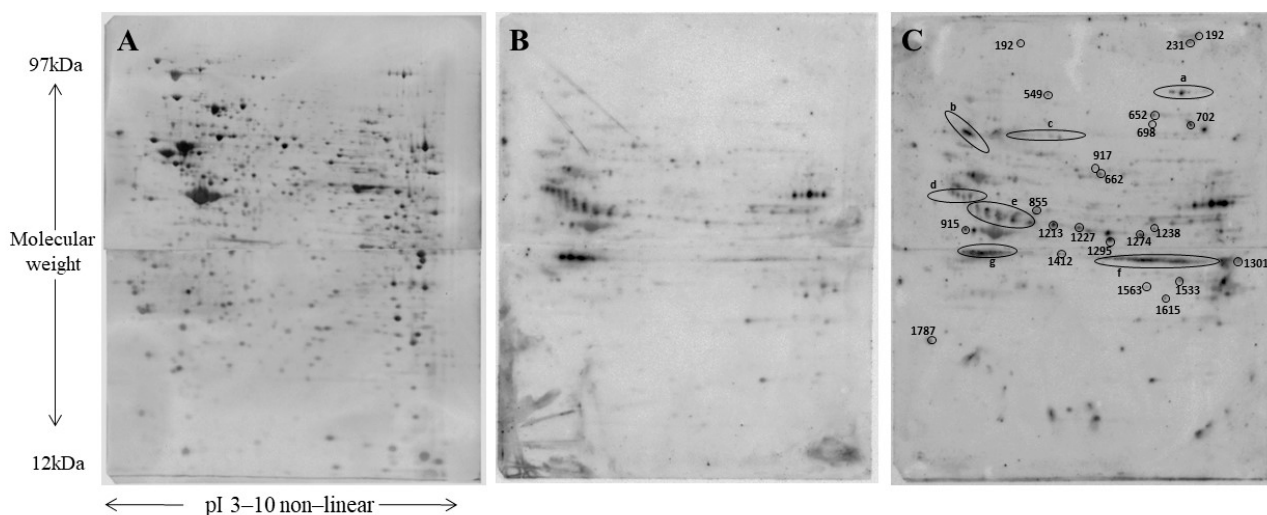 A
B
C
97kDa
Molecular
weight
12kDa
pI 3–10 non–linear
192
192
231
a
549
b
c
652
702
698
917
662
d
e
855
915
1213
1227
1238
1274
1295
g
1412
f
1301
1563
1533
1615
1787